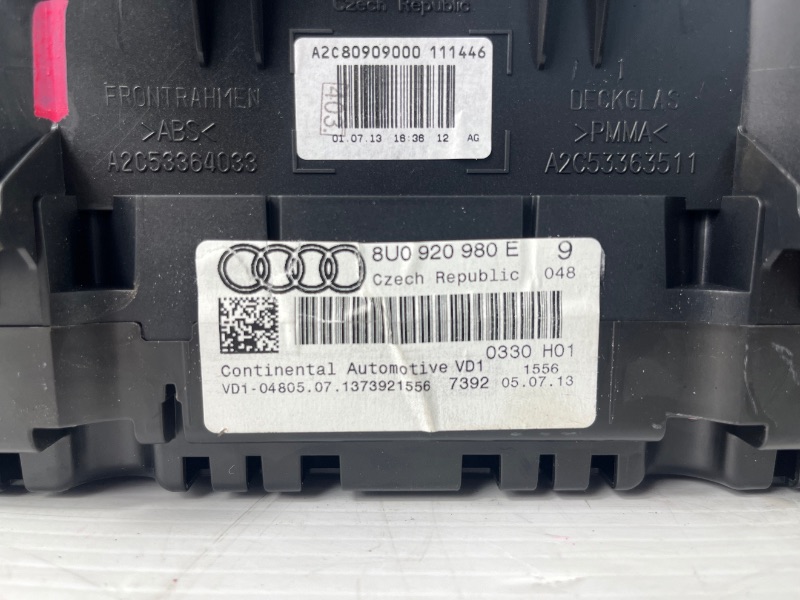 Czech Republic
A2C80909000 111446
403.
01.07.13 16:36 12 AG
FRONTRAHMEN
>ABS<
A2C53364033
1
DECKGLAS
>PMMA<
A2C53363511
8U0 920 980 E 9
Czech Republic 048
0330 H01
Continental Automotive VD1 1556
VD1-04805.07.1373921556 7392 05.07.13